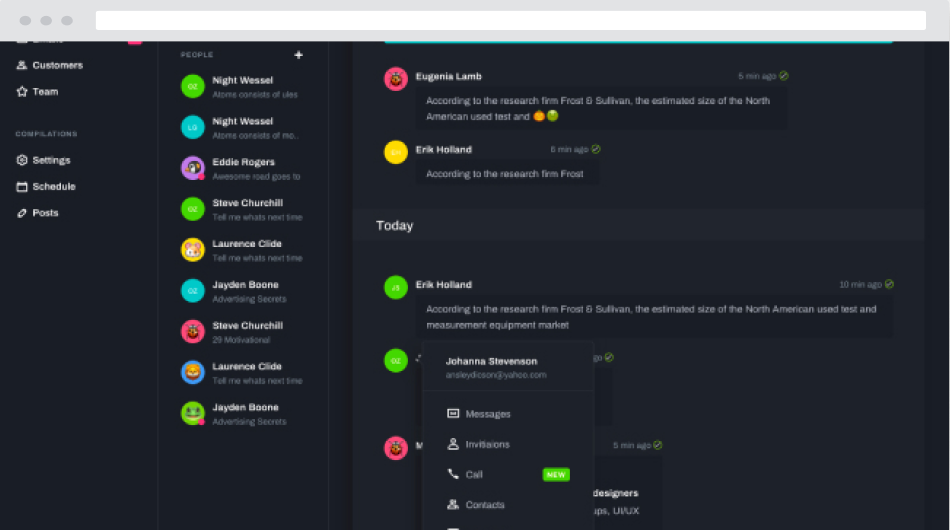 Customers
Team
COMPILATIONS
Settings
Schedule
Posts
PEOPLE
+
OZ
Night Wessel
Atoms consists of ules
LG
Night Wessel
Atoms consists of mo..
Eddie Rogers
Awesome road goes to
OZ
Steve Churchill
Tell me whats next time
Laurence Clide
Tell me whats next time
OZ
Jayden Boone
Advertising Secrets
Steve Churchill
29 Motivational
Laurence Clide
Tell me whats next time
Jayden Boone
Advertising Secrets
Eugenia Lamb
5 min ago
According to the research firm Frost & Sullivan, the estimated size of the North
American used test and
Erik Holland
6 min ago
According to the research firm Frost
Today
JS
Erik Holland
10 min ago
According to the research firm Frost & Sullivan, the estimated size of the North American used test and
measurement equipment market
OZ
Johanna Stevenson
ansleydicson@yahoo.com
Messages
Invitiaions
Call
NEW
Contacts
5 min ago
designers
ups, UI/UX